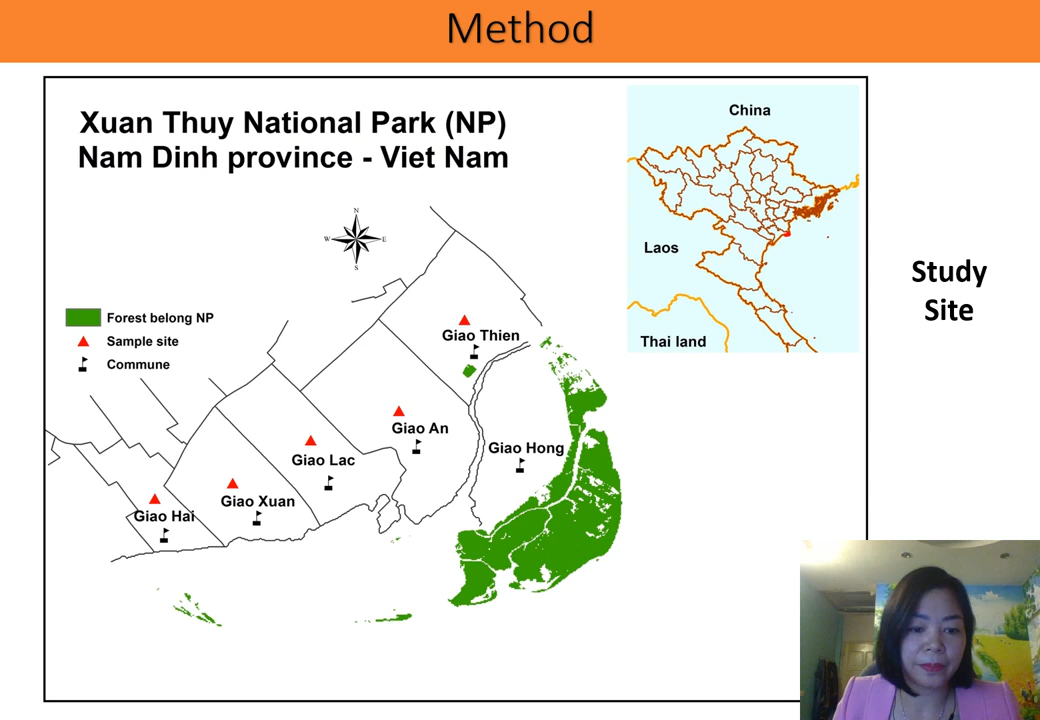 Method
Xuan Thuy National Park (NP)
Nam Dinh province - Viet Nam
China
Laos
Thai land
Study
Site
N
W
E
S
Forest belong NP
Sample site
Commune
Giao Thien
Giao An
Giao Hong
Giao Lac
Giao Xuan
Giao Hai